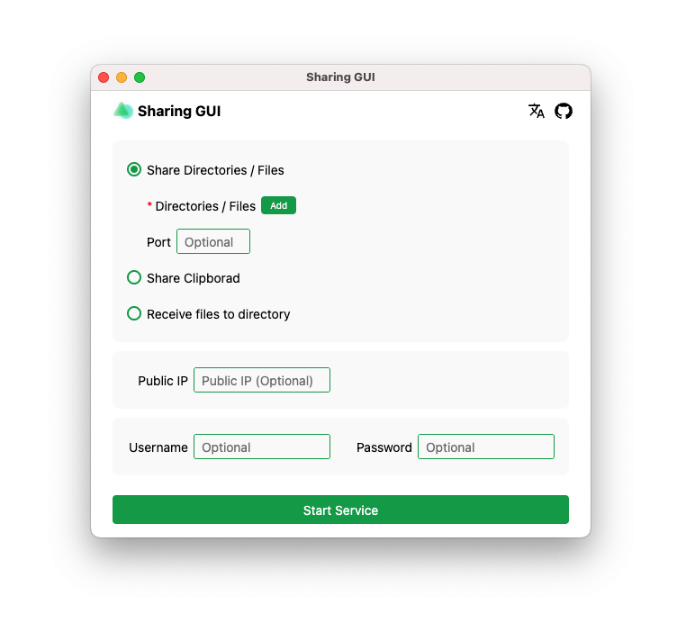 Sharing GUI
Sharing GUI
Share Directories / Files
* Directories / Files Add
Port Optional
Share Clipborad
Receive files to directory
Public IP Public IP (Optional)
Username Optional Password Optional
Start Service